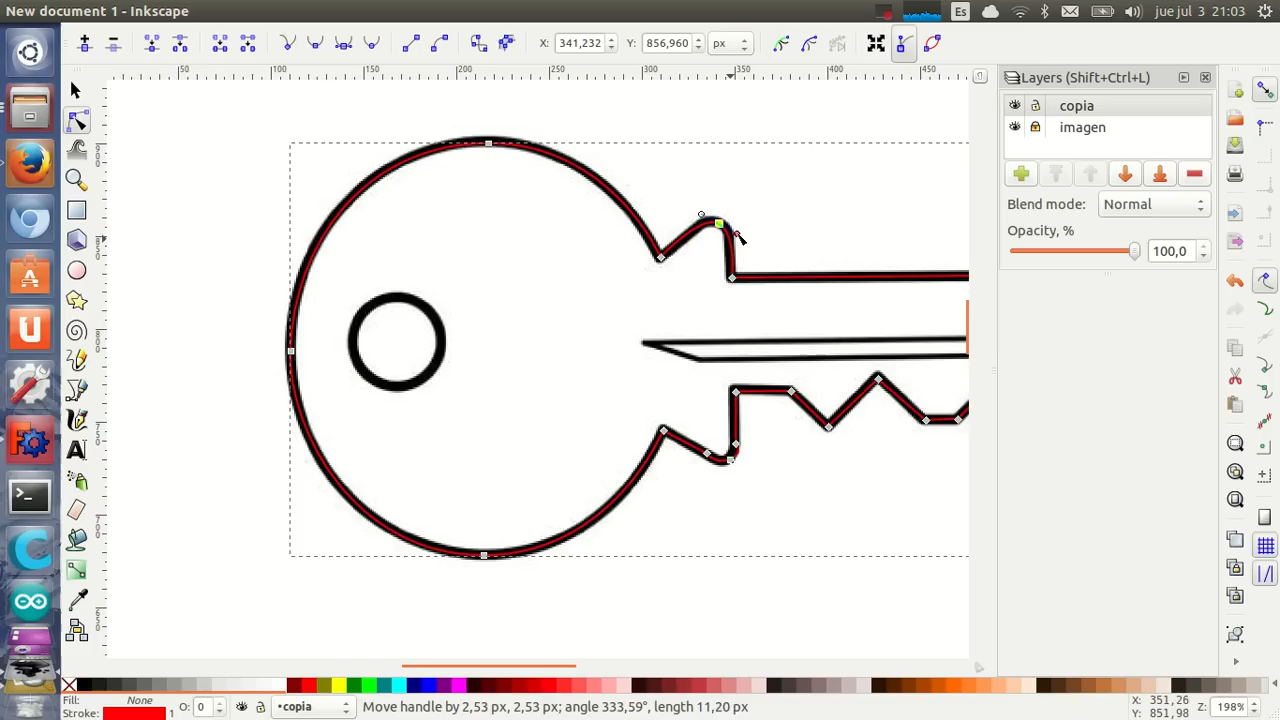 New document 1 - Inkscape
Es
jue jul 3 21:03
X: 341,232
Y: 856,960
px
50
100
150
200
250
300
350
400
450
Layers (Shift+Ctrl+L)
copia
imagen
Blend mode: Normal
Opacity, % 100,0
Fill: None
Stroke: 1
O: 0
•copia
Move handle by 2,53 px, 2,53 px; angle 333,59°, length 11,20 px
X: 351,26
Y: 851,98
Z: 198%